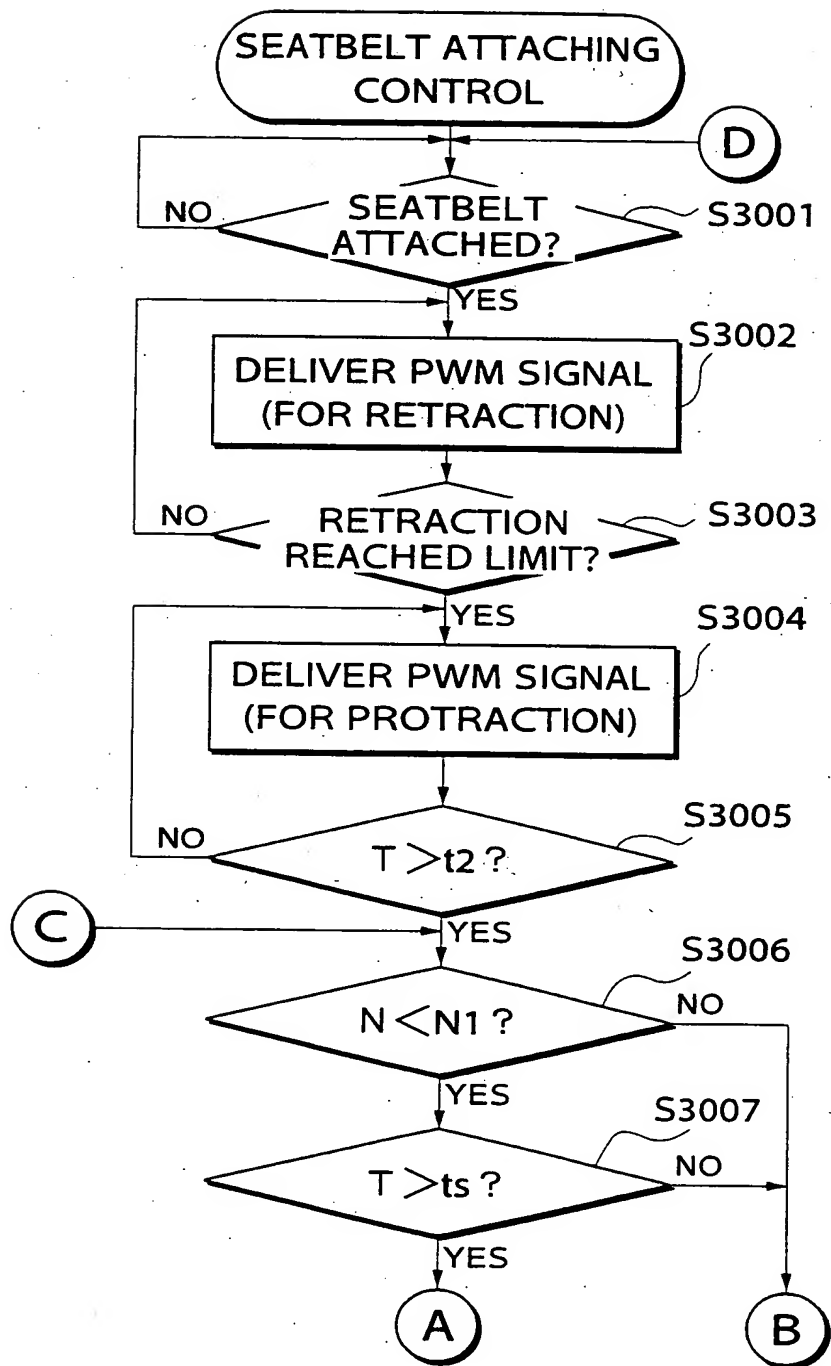 SEATBELT ATTACHING
CONTROL
D
NO
SEATBELT
ATTACHED?
S3001
YES
S3002
DELIVER PWM SIGNAL
(FOR RETRACTION)
NO
RETRACTION
REACHED LIMIT?
S3003
YES
S3004
DELIVER PWM SIGNAL
(FOR PROTRACTION)
S3005
NO
T>t2?
C
YES
S3006
N<N1?
NO
YES
S3007
T>ts?
NO
YES
A
B